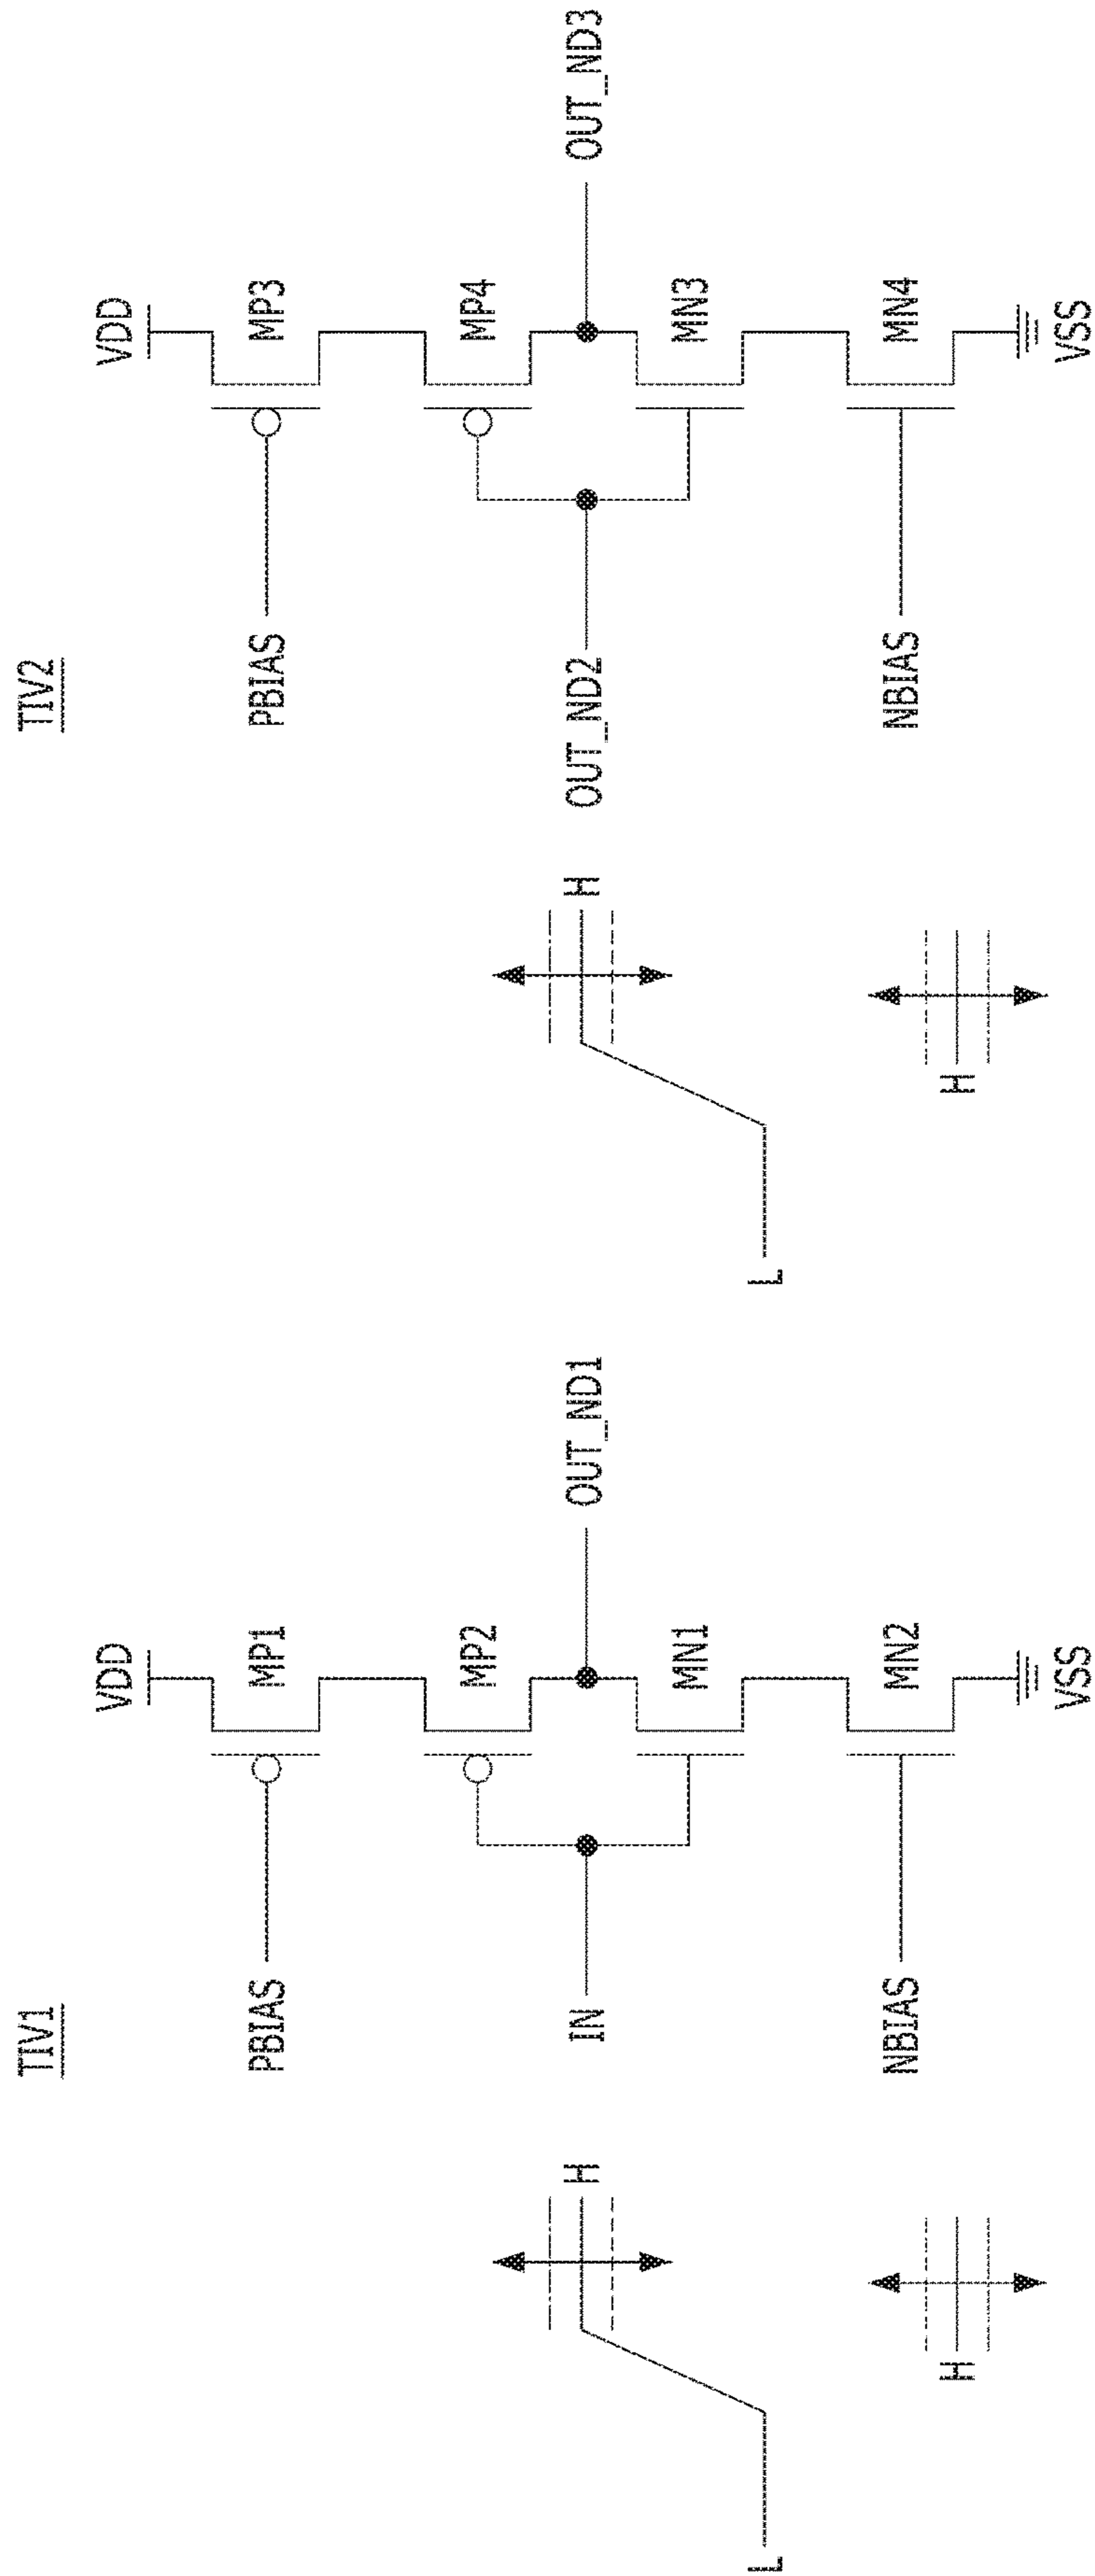 TIV1
VDD
PBIAS
MP1
MP2
H
IN
OUT_ND1
L
MN1
H
NBIAS
MN2
VSS
TIV2
VDD
PBIAS
MP3
MP4
H
OUT_ND2
OUT_ND3
L
MN3
H
NBIAS
MN4
VSS